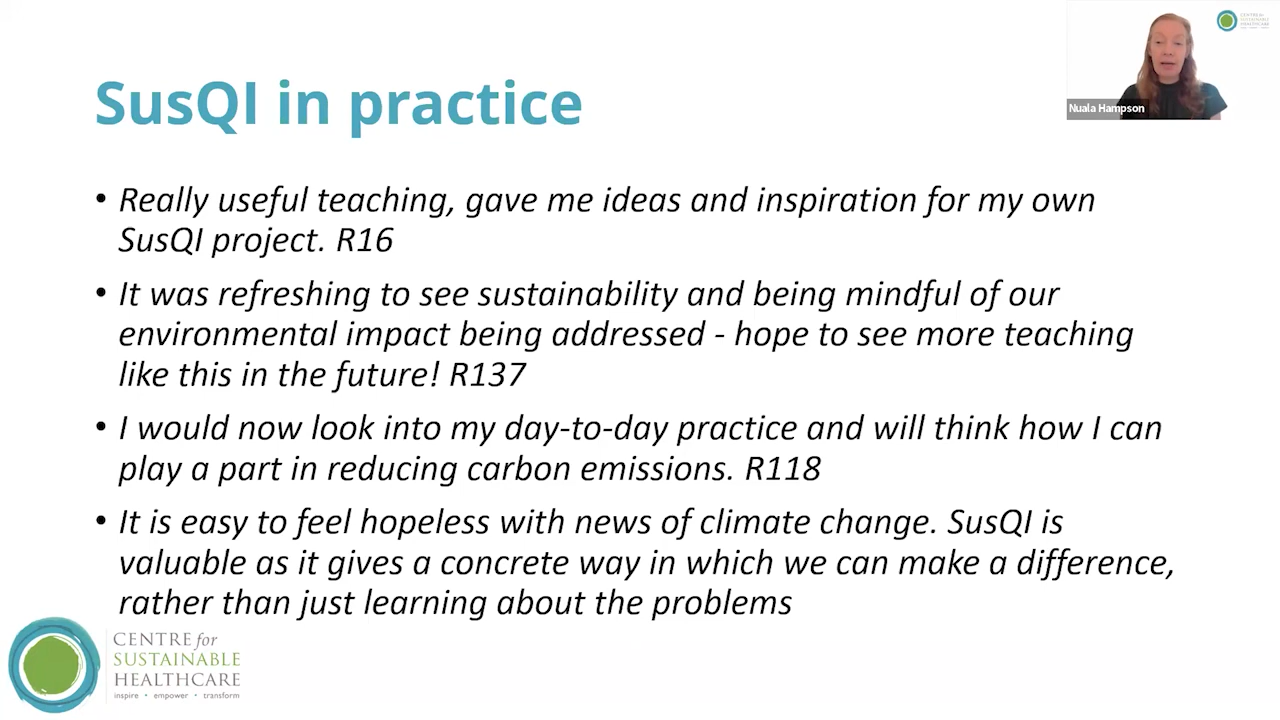 SusQI in practice
• Really useful teaching, gave me ideas and inspiration for my own
SusQI project. R16
• It was refreshing to see sustainability and being mindful of our
environmental impact being addressed - hope to see more teaching
like this in the future! R137
• I would now look into my day-to-day practice and will think how I can
play a part in reducing carbon emissions. R118
• It is easy to feel hopeless with news of climate change. SusQI is
valuable as it gives a concrete way in which we can make a difference,
rather than just learning about the problems
CENTRE for
SUSTAINABLE
HEALTHCARE
inspire • empower • transform
CENTRE for
SUSTAINABLE
HEALTHCARE
Nuala Hampson